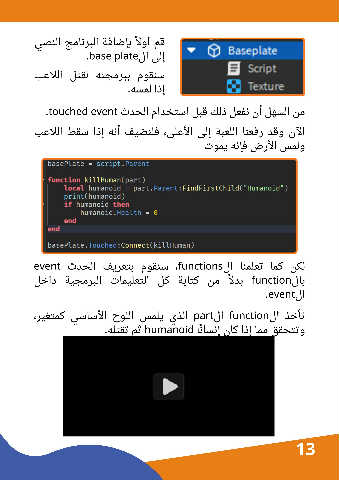 قم أولاً بإضافة البرنامج النصي
إلى الـbase plate.
سنقوم ببرمجته لقتل اللاعب
إذا لمسه.
Baseplate
Script
Texture
من السهل أن نفعل ذلك قبل استخدام الحدث touched event.
الآن وقد رفعنا اللعبة إلى الأعلى، فلنضيف أنه إذا سقط اللاعب
ولمس الأرض فإنه يموت
basePlate = script.Parent
function killHuman(part)
local humanoid = part.Parent:FindFirstChild("Humanoid")
print(humanoid)
if humanoid then
humanoid.Health = 0
end
end
basePlate.Touched:Connect(killHuman)
لكن كما تعلمنا الـfunctions، سنقوم بتعريف الحدث event
بالـfunction بدلاً من كتابة كل التعليمات البرمجية داخل
الـevent.
تأخذ الـfunction الـpart الذي يلمس اللوح الأساسي كمتغير،
وتتحقق مما إذا كان إنسانًا humanoid ثم تقتله.
13